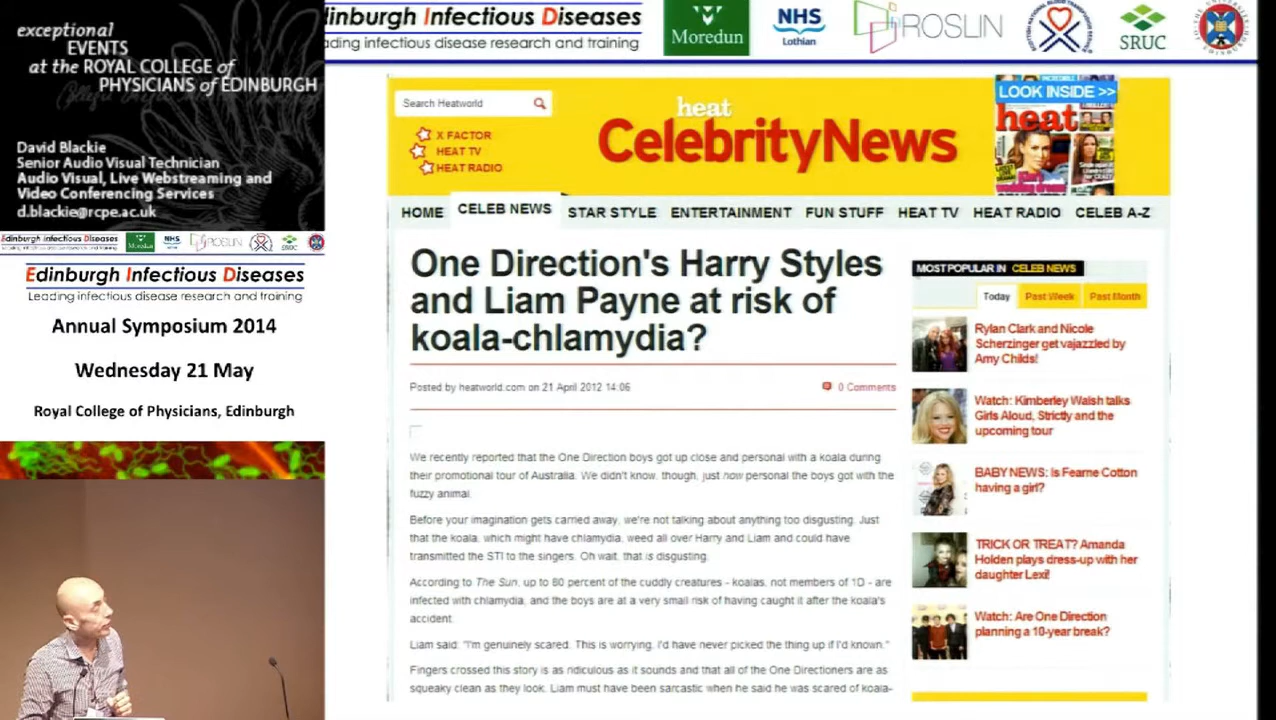 exceptional
EVENTS
at the ROYAL COLLEGE of
PHYSICIANS of EDINBURGH
David Blackie
Senior Audio Visual Technician
Audio Visual, Live Webstreaming and
Video Conferencing Services
d.blackie@rcpe.ac.uk
Edinburgh Infectious Diseases
Moredun
NHS
ROSLIN
Edinburgh Infectious Diseases
Leading infectious disease research and training
Annual Symposium 2014
Wednesday 21 May
Royal College of Physicians, Edinburgh
dinburgh Infectious Diseases
ading infectious disease research and training
Moredun
NHS
Lothian
ROSLIN
SRUC
Search Heatworld
X FACTOR
HEAT TV
HEAT RADIO
heat
CelebrityNews
LOOK INSIDE >>
heat
HOME
CELEB NEWS
STAR STYLE
ENTERTAINMENT
FUN STUFF
HEAT TV
HEAT RADIO
CELEB A-Z
One Direction's Harry Styles
and Liam Payne at risk of
koala-chlamydia?
Posted by heatworld.com on 21 April 2012 14:06
0 Comments
We recently reported that the One Direction boys got up close and personal with a koala during
their promotional tour of Australia. We didn't know, though, just how personal the boys got with the
fuzzy animal.
Before your imagination gets carried away, we're not talking about anything too disgusting. Just
that the koala, which might have chlamydia, weed all over Harry and Liam and could have
transmitted the STI to the singers. Oh wait, that is disgusting.
According to The Sun, up to 80 percent of the cuddly creatures - koalas, not members of 1D - are
infected with chlamydia, and the boys are at a very small risk of having caught it after the koala's
accident.
Liam said: "I'm genuinely scared. This is worrying. I'd have never picked the thing up if I'd known."
Fingers crossed this story is as ridiculous as it sounds and that all of the One Directioners are as
squeaky clean as they look. Liam must have been sarcastic when he said he was scared of koala-
MOST POPULAR IN CELEB NEWS
Today
Past Week
Past Month
Rylan Clark and Nicole
Scherzinger get vajazzled by
Amy Childs!
Watch: Kimberley Walsh talks
Girls Aloud, Strictly and the
upcoming tour
BABY NEWS: Is Fearne Cotton
having a girl?
TRICK OR TREAT? Amanda
Holden plays dress-up with her
daughter Lexi!
Watch: Are One Direction
planning a 10-year break?